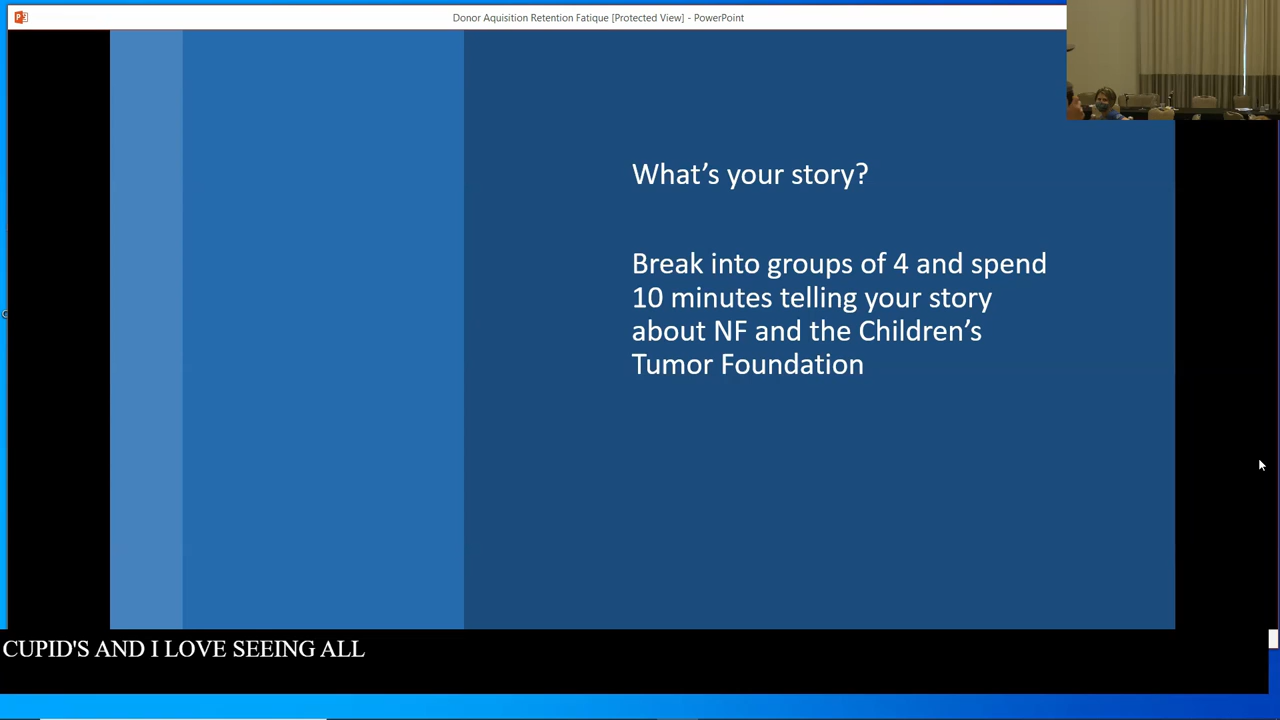 Donor Aquisition Retention Fatique [Protected View] - PowerPoint
What's your story?
Break into groups of 4 and spend
10 minutes telling your story
about NF and the Children's
Tumor Foundation
CUPID'S AND I LOVE SEEING ALL